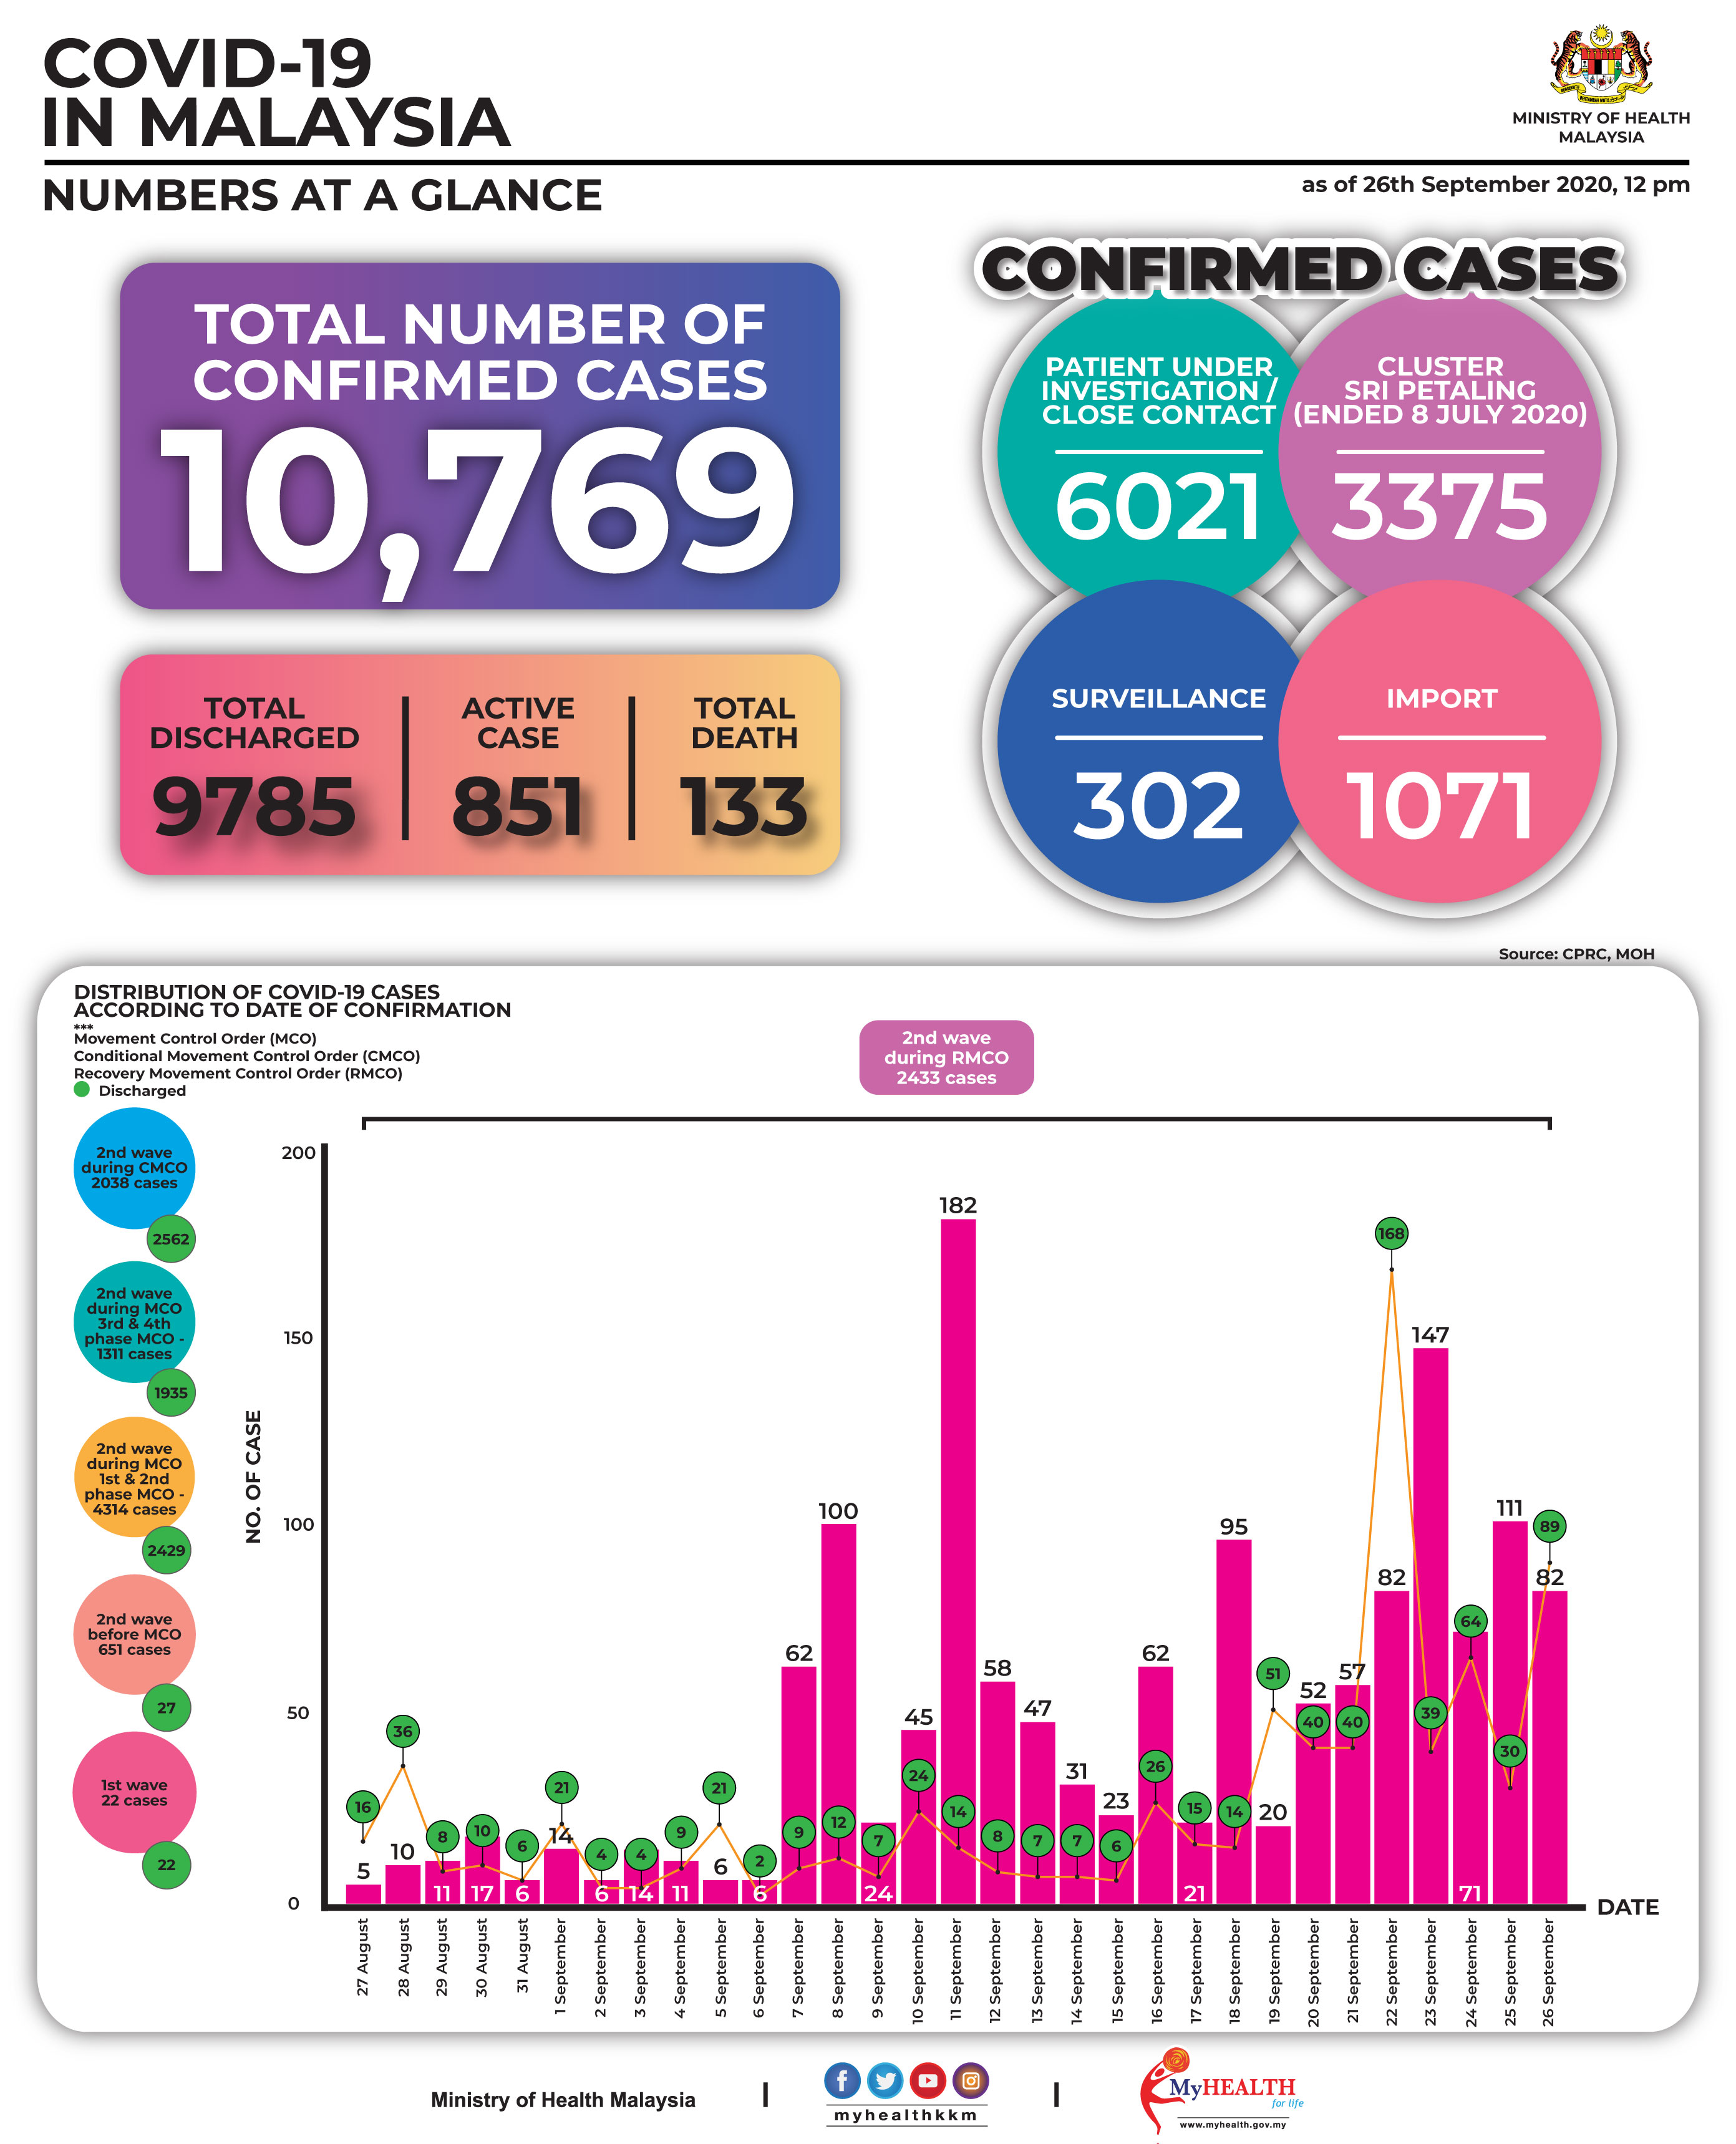 COVID-19
IN MALAYSIA
MINISTRY OF HEALTH
MALAYSIA
NUMBERS AT A GLANCE
as of 26th September 2020, 12 pm
TOTAL NUMBER OF
CONFIRMED CASES
10,769
TOTAL
DISCHARGED
9785
ACTIVE
CASE
851
TOTAL
DEATH
133
CONFIRMED CASES
PATIENT UNDER
INVESTIGATION /
CLOSE CONTACT
6021
CLUSTER
SRI PETALING
(ENDED 8 JULY 2020)
3375
SURVEILLANCE
302
IMPORT
1071
Source: CPRC, MOH
DISTRIBUTION OF COVID-19 CASES
ACCORDING TO DATE OF CONFIRMATION
***
Movement Control Order (MCO)
Conditional Movement Control Order (CMCO)
Recovery Movement Control Order (RMCO)
Discharged
2nd wave
during RMCO
2433 cases
2nd wave
during CMCO
2038 cases
2562
2nd wave
during MCO
3rd & 4th
phase MCO -
1311 cases
1935
2nd wave
during MCO
1st & 2nd
phase MCO -
4314 cases
2429
2nd wave
before MCO
651 cases
27
1st wave
22 cases
22
NO. OF CASE
200
150
100
50
0
16
5
36
10
8
11
10
17
6
6
21
14
4
6
4
14
9
11
21
6
2
6
62
9
100
12
7
24
45
24
182
14
58
8
47
7
31
7
23
6
62
26
15
21
95
14
51
20
52
40
57
40
168
82
147
39
64
71
111
30
89
82
DATE
27 August
28 August
29 August
30 August
31 August
1 September
2 September
3 September
4 September
5 September
6 September
7 September
8 September
9 September
10 September
11 September
12 September
13 September
14 September
15 September
16 September
17 September
18 September
19 September
20 September
21 September
22 September
23 September
24 September
25 September
26 September
Ministry of Health Malaysia
myhealthkkm
MyHEALTH
for life
www.myhealth.gov.my